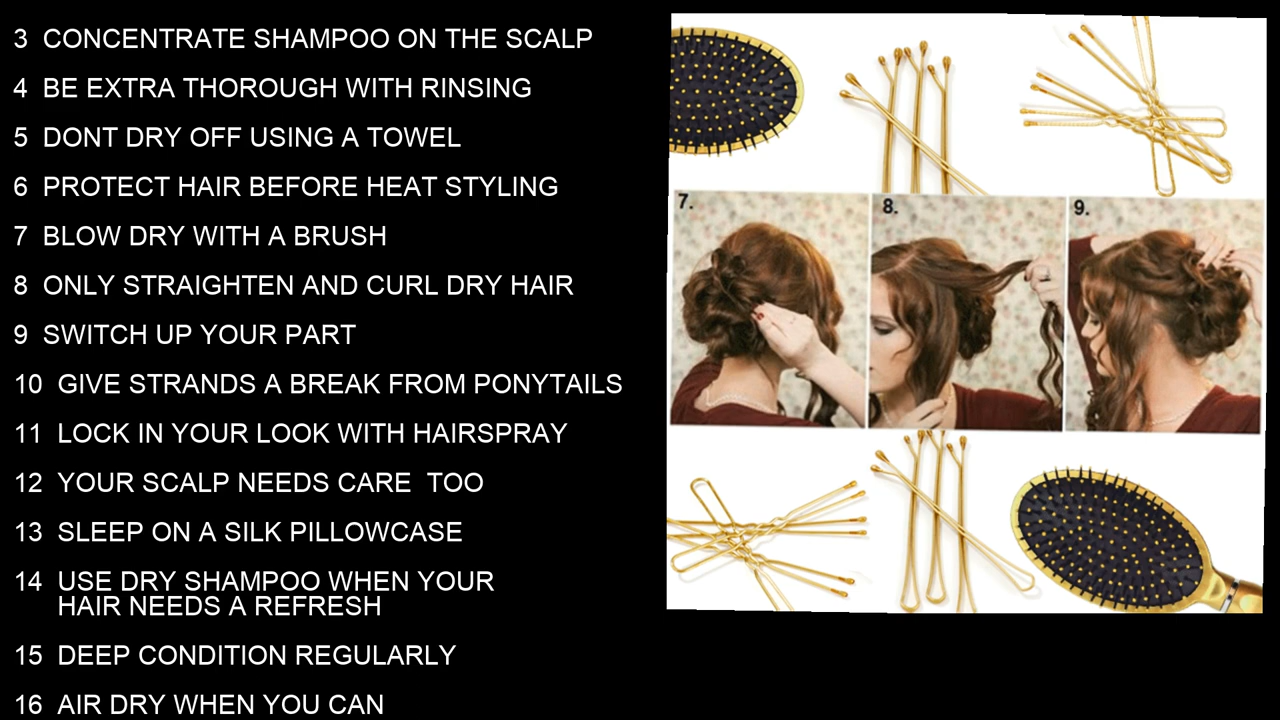 3 CONCENTRATE SHAMPOO ON THE SCALP
4 BE EXTRA THOROUGH WITH RINSING
5 DONT DRY OFF USING A TOWEL
6 PROTECT HAIR BEFORE HEAT STYLING
7 BLOW DRY WITH A BRUSH
8 ONLY STRAIGHTEN AND CURL DRY HAIR
9 SWITCH UP YOUR PART
10 GIVE STRANDS A BREAK FROM PONYTAILS
11 LOCK IN YOUR LOOK WITH HAIRSPRAY
12 YOUR SCALP NEEDS CARE  TOO
13 SLEEP ON A SILK PILLOWCASE
14 USE DRY SHAMPOO WHEN YOUR
HAIR NEEDS A REFRESH
15 DEEP CONDITION REGULARLY
16 AIR DRY WHEN YOU CAN
7.
8.
9.